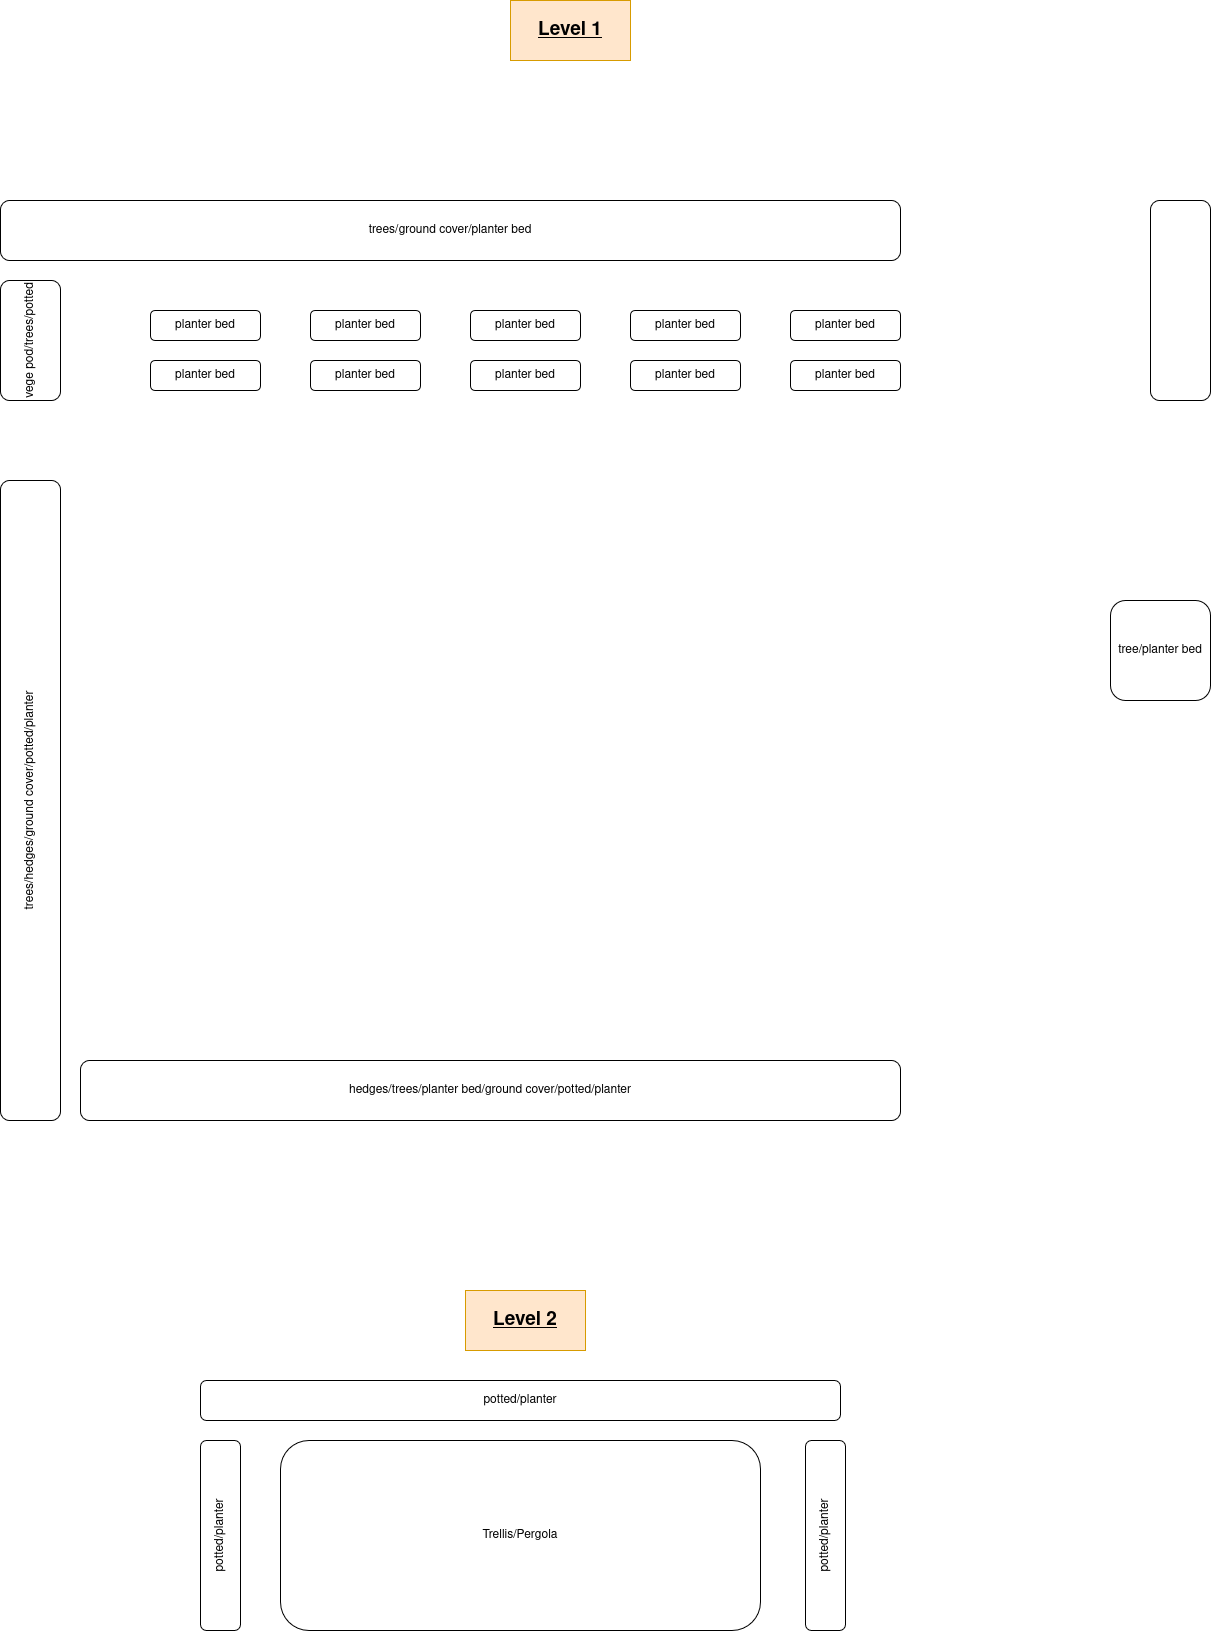 Level 1
trees/ground cover/planter bed
vege pod/trees/potted
planter bed
planter bed
planter bed
planter bed
planter bed
planter bed
planter bed
planter bed
planter bed
planter bed
trees/hedges/ground cover/potted/planter
tree/planter bed
hedges/trees/planter bed/ground cover/potted/planter
Level 2
potted/planter
potted/planter
Trellis/Pergola
potted/planter